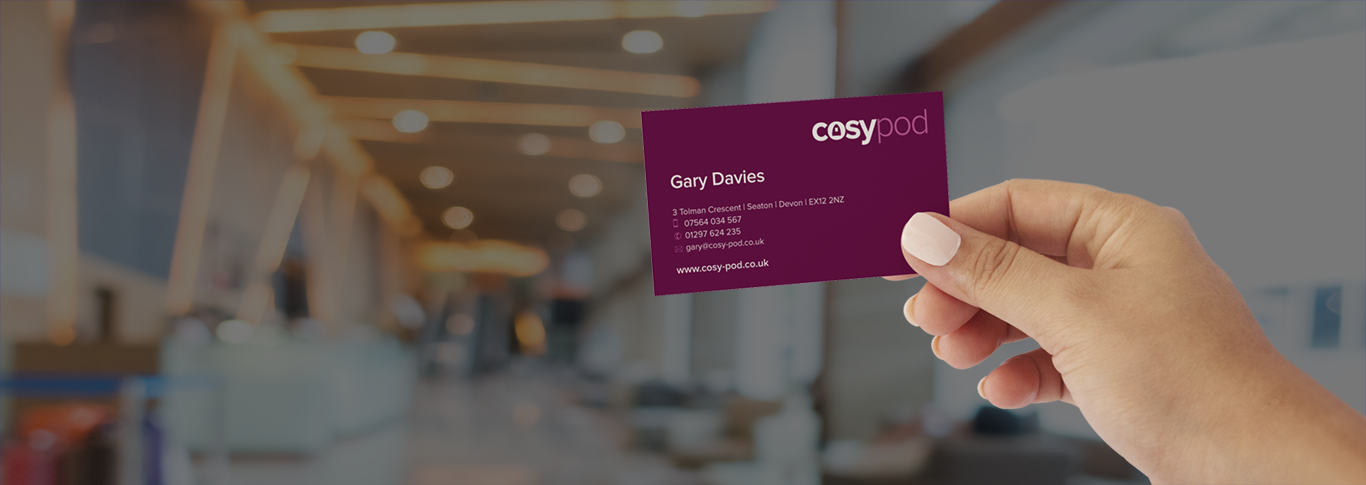 cosypod
Gary Davies
3 Tolman Crescent | Seaton | Devon | EX12 2NZ
07564 034 567
01297 624 235
gary@cosy-pod.co.uk
www.cosy-pod.co.uk